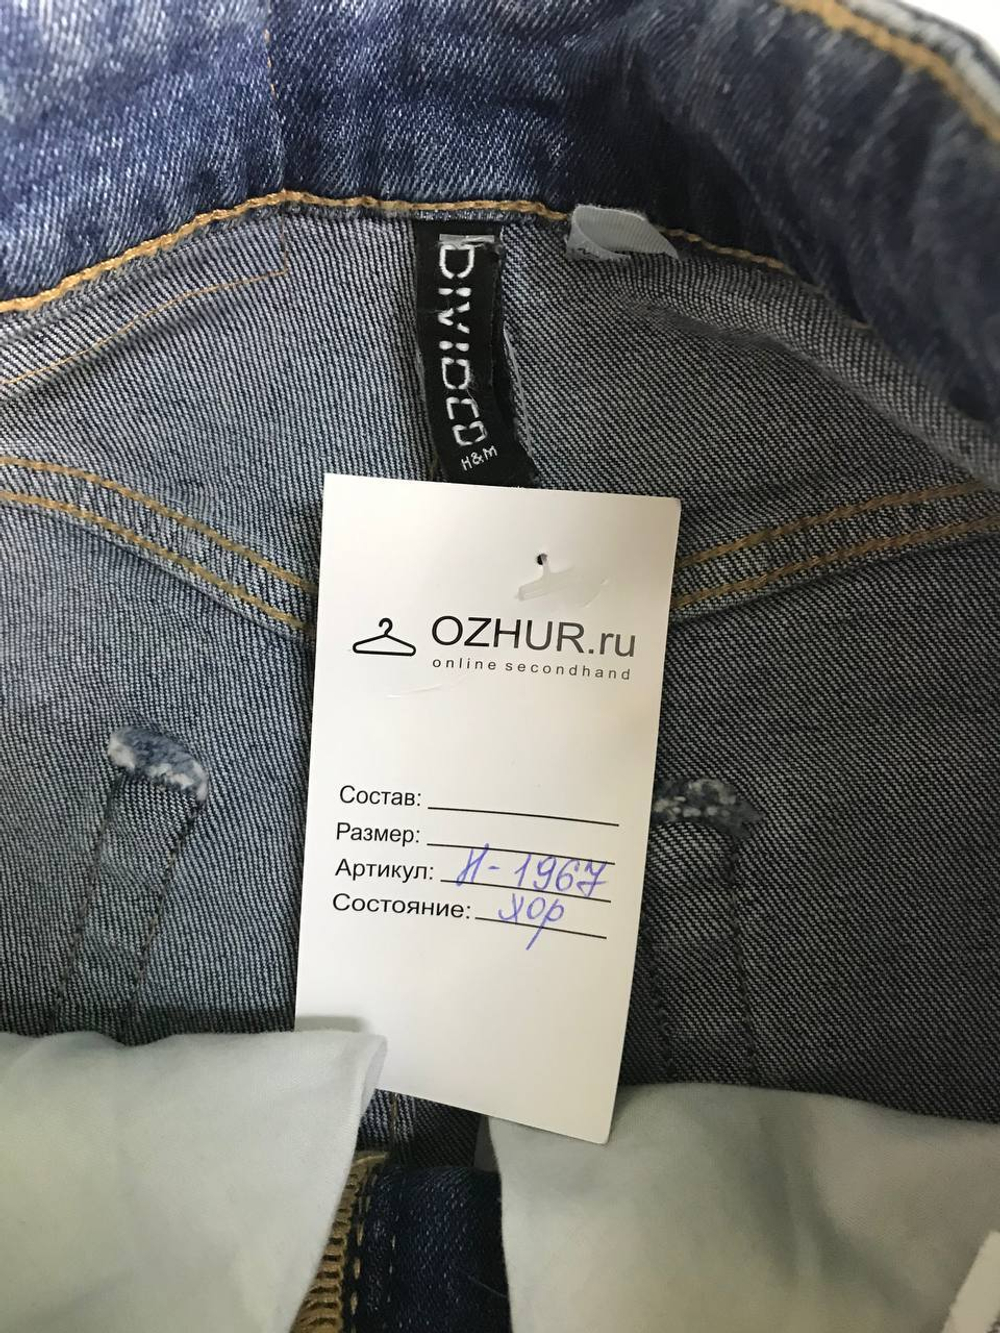 DIVIDED
H&M
OZHUR.ru
online secondhand
Состав:
Размер:
Артикул: Н-1967
Состояние: хор